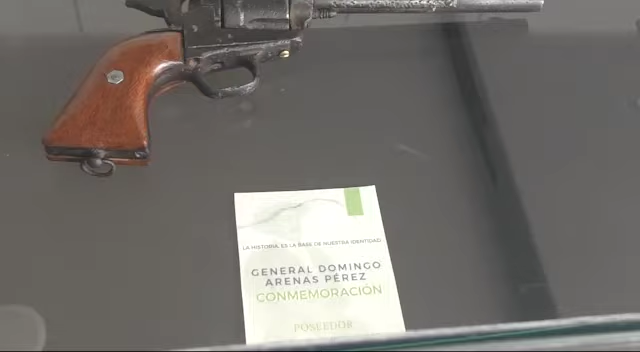 LA HISTORIA, ES LA BASE DE NUESTRA IDENTIDAD
GENERAL DOMINGO
ARENAS PÉREZ
CONMEMORACIÓN
POSEEDOR